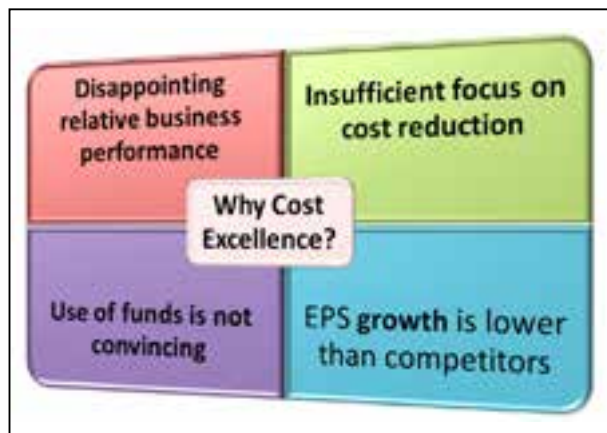 Disappointing
relative business
performance
Insufficient focus on
cost reduction
Why Cost
Excellence?
Use of funds is not
convincing
EPS growth is lower
than competitors